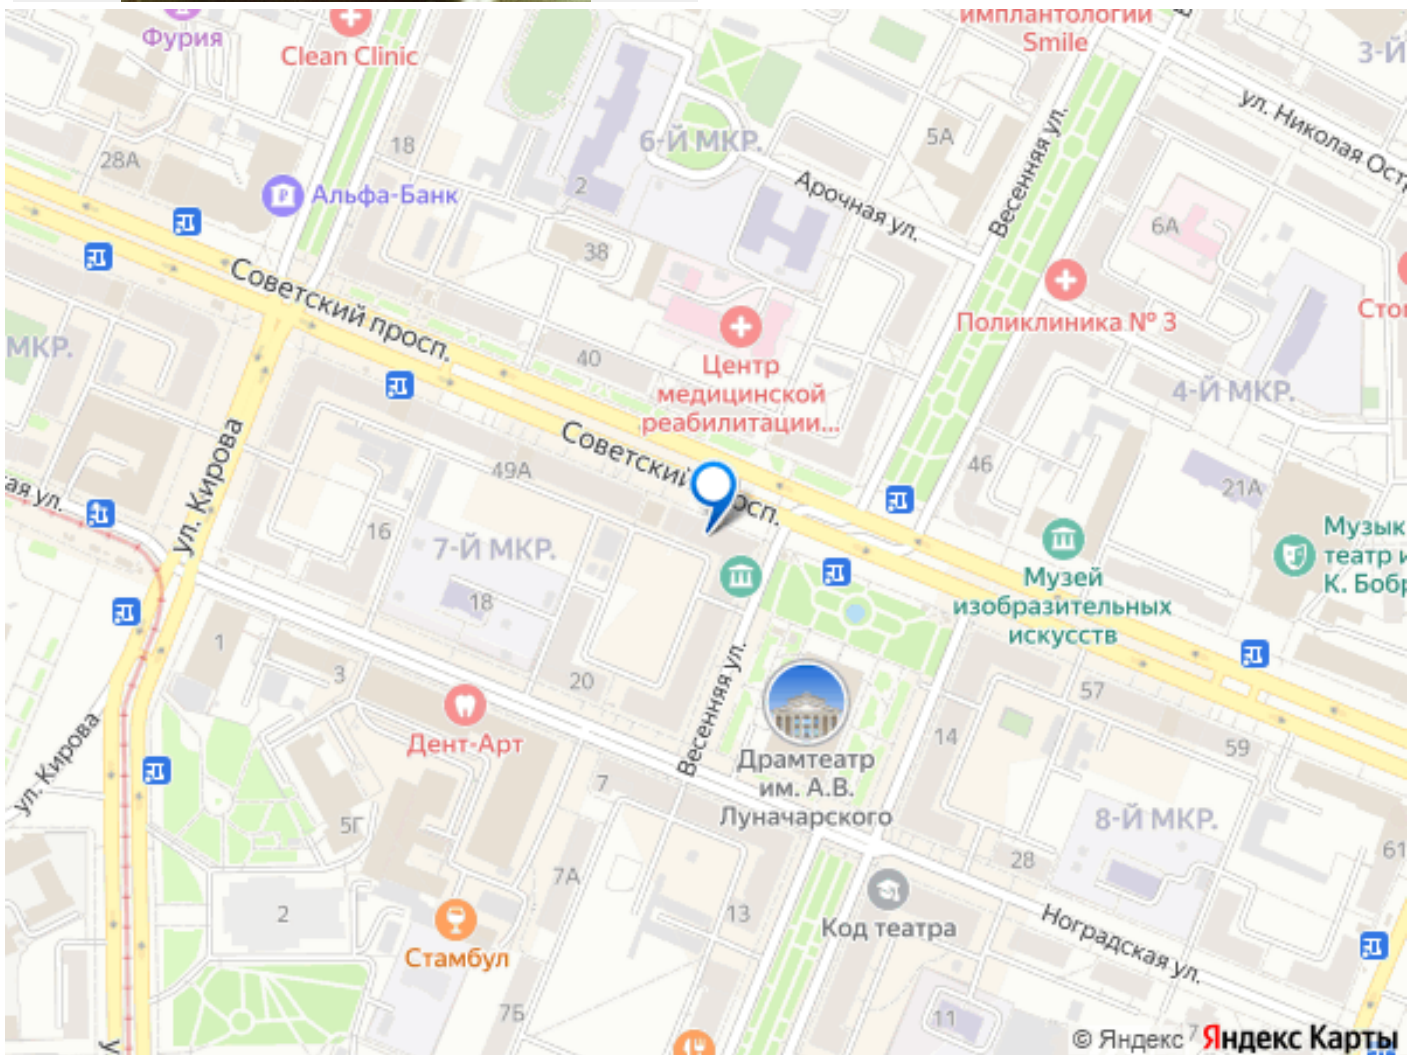 Фурия
Clean Clinic
имплантологии
Smile
3-Й
ул. Николая Остр
28А
18
6-Й МКР.
5А
Весенняя ул.
2
Арочная ул.
Альфа-Банк
38
6А
Советский просп.
Поликлиника № 3
Сто
МКР.
40
Центр
медицинской
реабилитации...
4-Й МКР.
ул. Кирова
Советский просп.
49А
46
21А
ая ул.
16
7-Й МКР.
Музык
театр и
К. Бобр
Музей
изобразительных
искусств
18
1
3
20
Весенняя ул.
57
Дент-Арт
14
59
ул. Кирова
Драмтеатр
им. А.В.
Луначарского
7
5Г
8-Й МКР.
61
28
7А
2
13
Код театра
Ноградская ул.
Стамбул
7Б
11
7
у
© Яндекс
Яндекс Карты